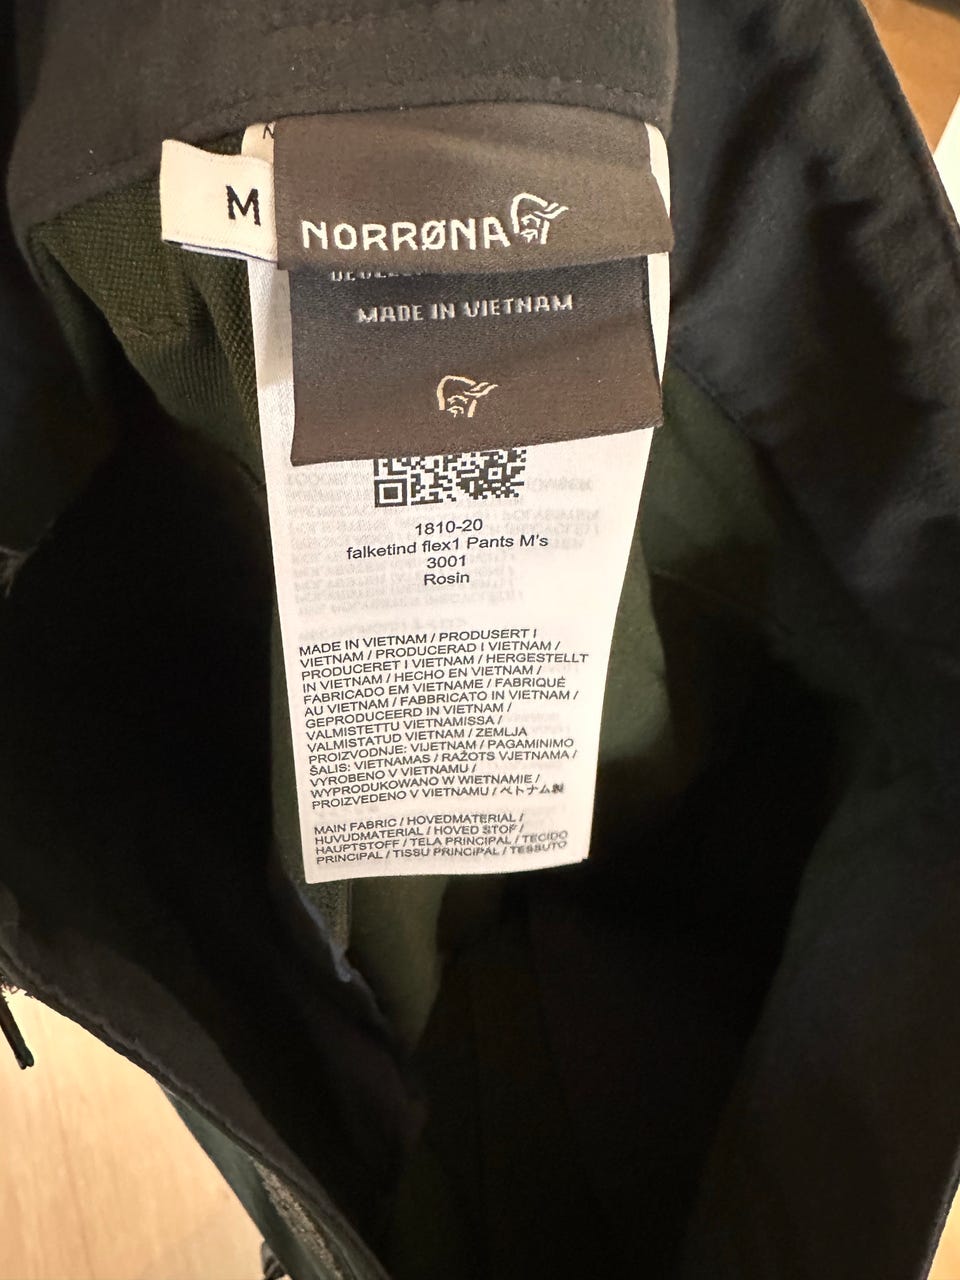 M
NORRØNA
MADE IN VIETNAM
1810-20
falketind flex1 Pants M's
3001
Rosin
MADE IN VIETNAM / PRODUSERT I
VIETNAM / PRODUCERAD I VIETNAM /
PRODUCERET I VIETNAM / HERGESTELLT
IN VIETNAM / HECHO EN VIETNAM /
FABRICADO EM VIETNAME / FABRIQUÉ
AU VIETNAM / FABBRICATO IN VIETNAM /
GEPRODUCEERD IN VIETNAM /
VALMISTETTU VIETNAMISSA /
VALMISTATUD VIETNAM / ZEMLJA
PROIZVODNJE: VIJETNAM / PAGAMINIMO
ŠALIS: VIETNAMAS / RAŽOTS VJETNAMA /
VYROBENO V VIETNAMU /
WYPRODUKOWANO W WIETNAMIE /
PROIZVEDENO V VIETNAMU / ベトナム製
MAIN FABRIC / HOVEDMATERIAL /
HUVUDMATERIAL / HOVED STOF /
HAUPTSTOFF / TELA PRINCIPAL / TECIDO
PRINCIPAL / TISSU PRINCIPAL / TESSUTO